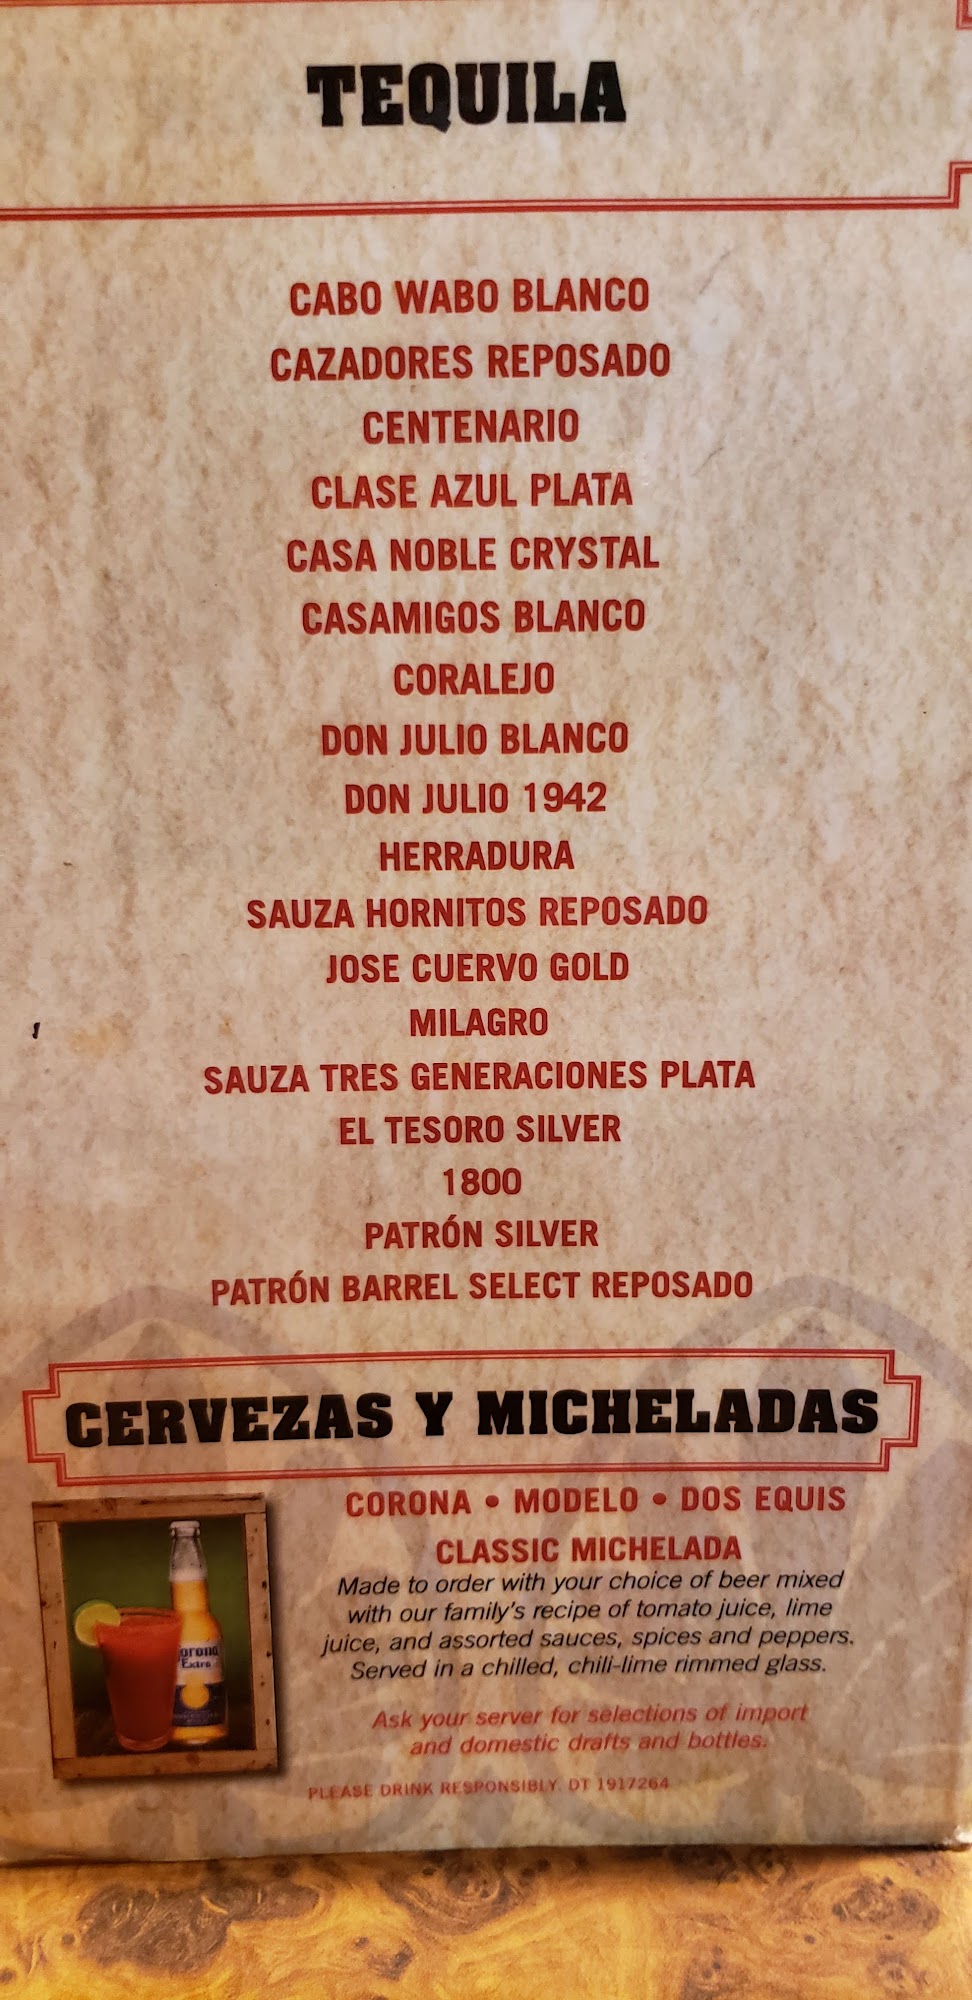 TEQUILA
CABO WABO BLANCO
CAZADORES REPOSADO
CENTENARIO
CLASE AZUL PLATA
CASA NOBLE CRYSTAL
CASAMIGOS BLANCO
CORALEJO
DON JULIO BLANCO
DON JULIO 1942
HERRADURA
SAUZA HORNITOS REPOSADO
JOSE CUERVO GOLD
MILAGRO
SAUZA TRES GENERACIONES PLATA
EL TESORO SILVER
1800
PATRÓN SILVER
PATRÓN BARREL SELECT REPOSADO
CERVEZAS Y MICHELADAS
CORONA • MODELO • DOS EQUIS
CLASSIC MICHELADA
Made to order with your choice of beer mixed
with our family's recipe of tomato juice, lime
juice, and assorted sauces, spices and peppers.
Served in a chilled, chili-lime rimmed glass.
Ask your server for selections of import
and domestic drafts and bottles.
PLEASE DRINK RESPONSIBLY. DT 1917264
Corona
Extra